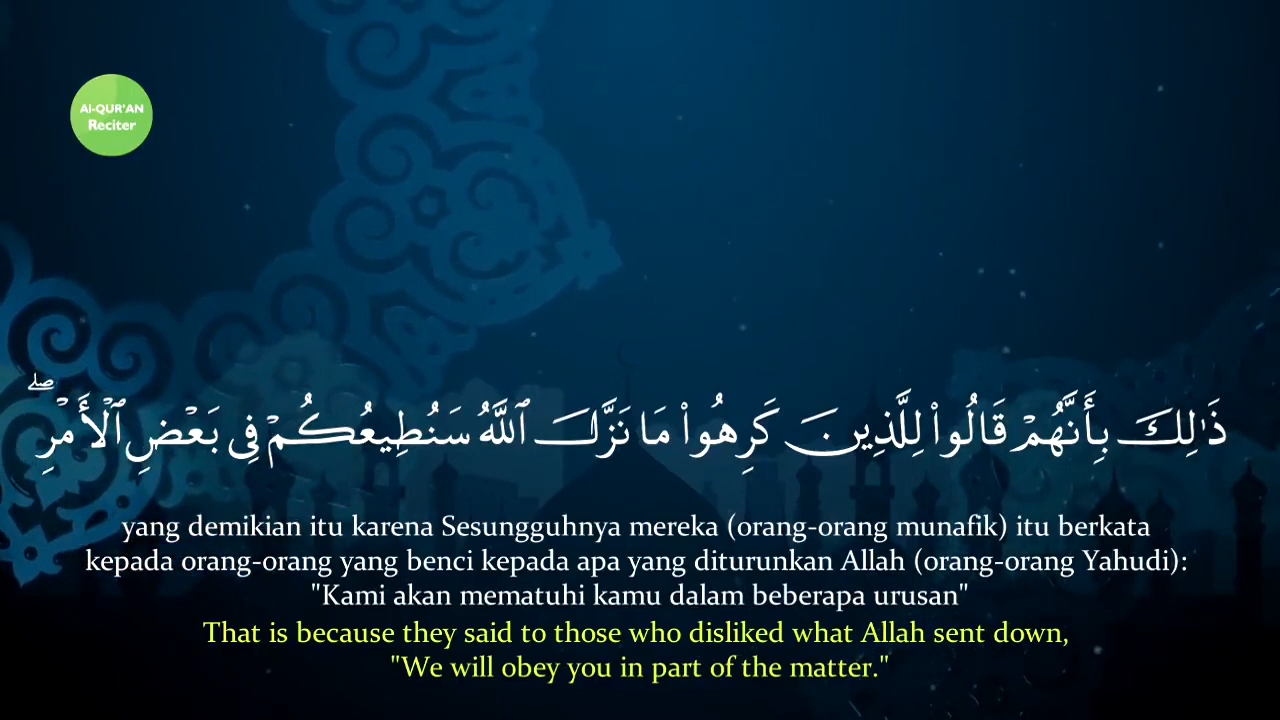 Al-QUR'AN
Reciter
ذَٰلِكَ بِأَنَّهُمْ قَالُوا۟ لِلَّذِينَ كَرِهُوا۟ مَا نَزَّلَ ٱللَّهُ سَنُطِيعُكُمْ فِى بَعْضِ ٱلْأَمْرِ ۖ
yang demikian itu karena Sesungguhnya mereka (orang-orang munafik) itu berkata
kepada orang-orang yang benci kepada apa yang diturunkan Allah (orang-orang Yahudi):
"Kami akan mematuhi kamu dalam beberapa urusan"
That is because they said to those who disliked what Allah sent down,
"We will obey you in part of the matter."